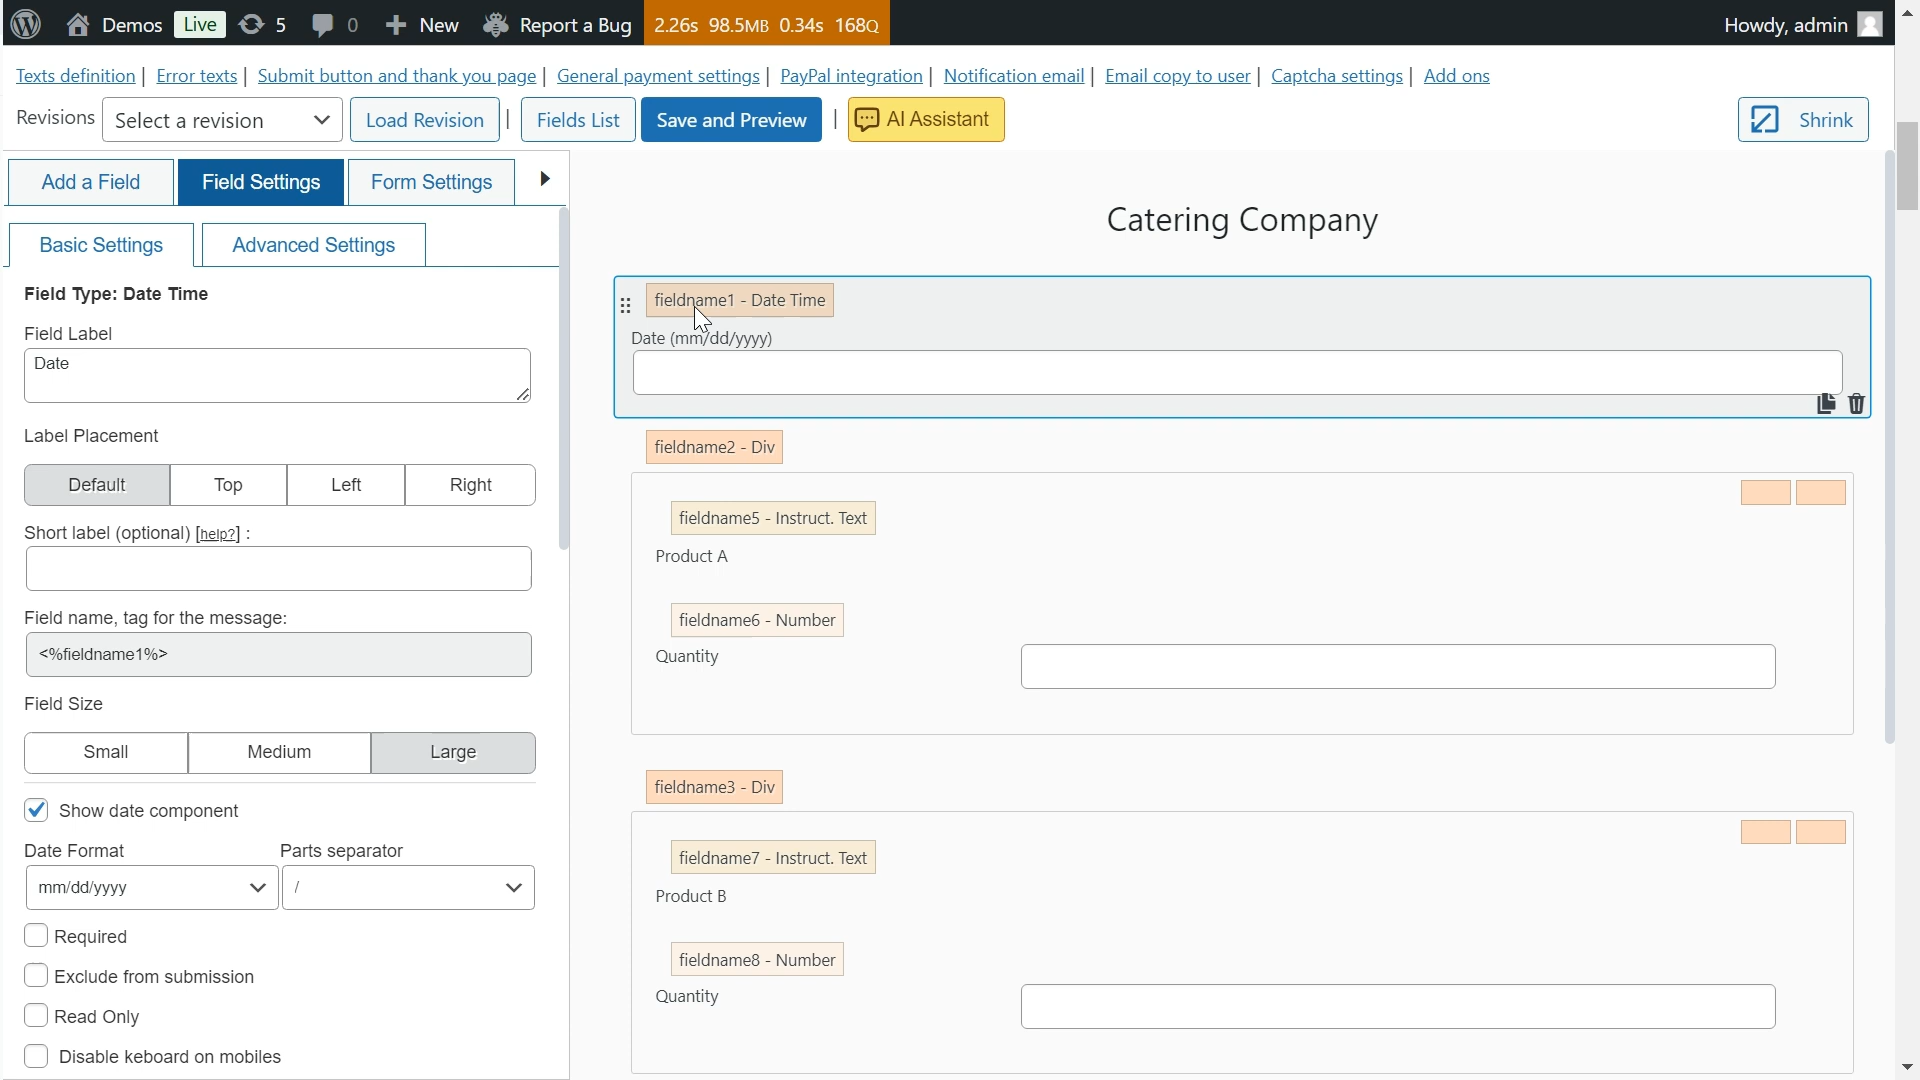 Demos Live 5 0 New Report a Bug 2.26s 98.5MB 0.34s 168Q Howdy, admin
Texts definition | Error texts | Submit button and thank you page | General payment settings | PayPal integration | Notification email | Email copy to user | Captcha settings | Add ons
Revisions Select a revision Load Revision | Fields List Save and Preview | AI Assistant Shrink
Add a Field Field Settings Form Settings
Catering Company
Basic Settings Advanced Settings
Field Type: Date Time
fieldname1 - Date Time
Field Label
Date (mm/dd/yyyy)
Date
Label Placement
fieldname2 - Div
Default Top Left Right
fieldname5 - Instruct. Text
Short label (optional) [help?] :
Product A
Field name, tag for the message:
fieldname6 - Number
<%fieldname1%>
Quantity
Field Size
Small Medium Large
fieldname3 - Div
Show date component
Date Format Parts separator
fieldname7 - Instruct. Text
mm/dd/yyyy /
Product B
Required
fieldname8 - Number
Exclude from submission
Quantity
Read Only
Disable keboard on mobiles